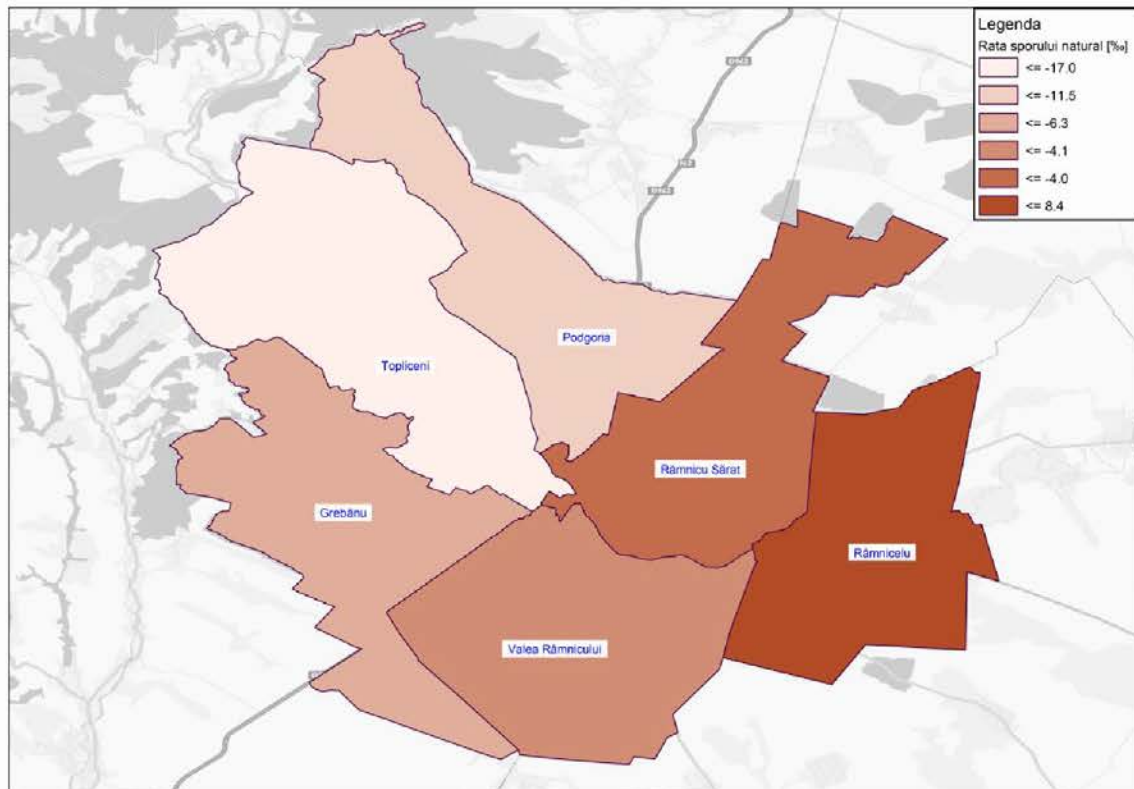 Legenda
Rata sporului natural [‰]
<= -17.0
<= -11.5
<= -6.3
<= -4.1
<= -4.0
<= 8.4
Podgoria
Topliceni
Râmnicu Sărat
Grebănu
Râmnicelu
Valea Râmnicului